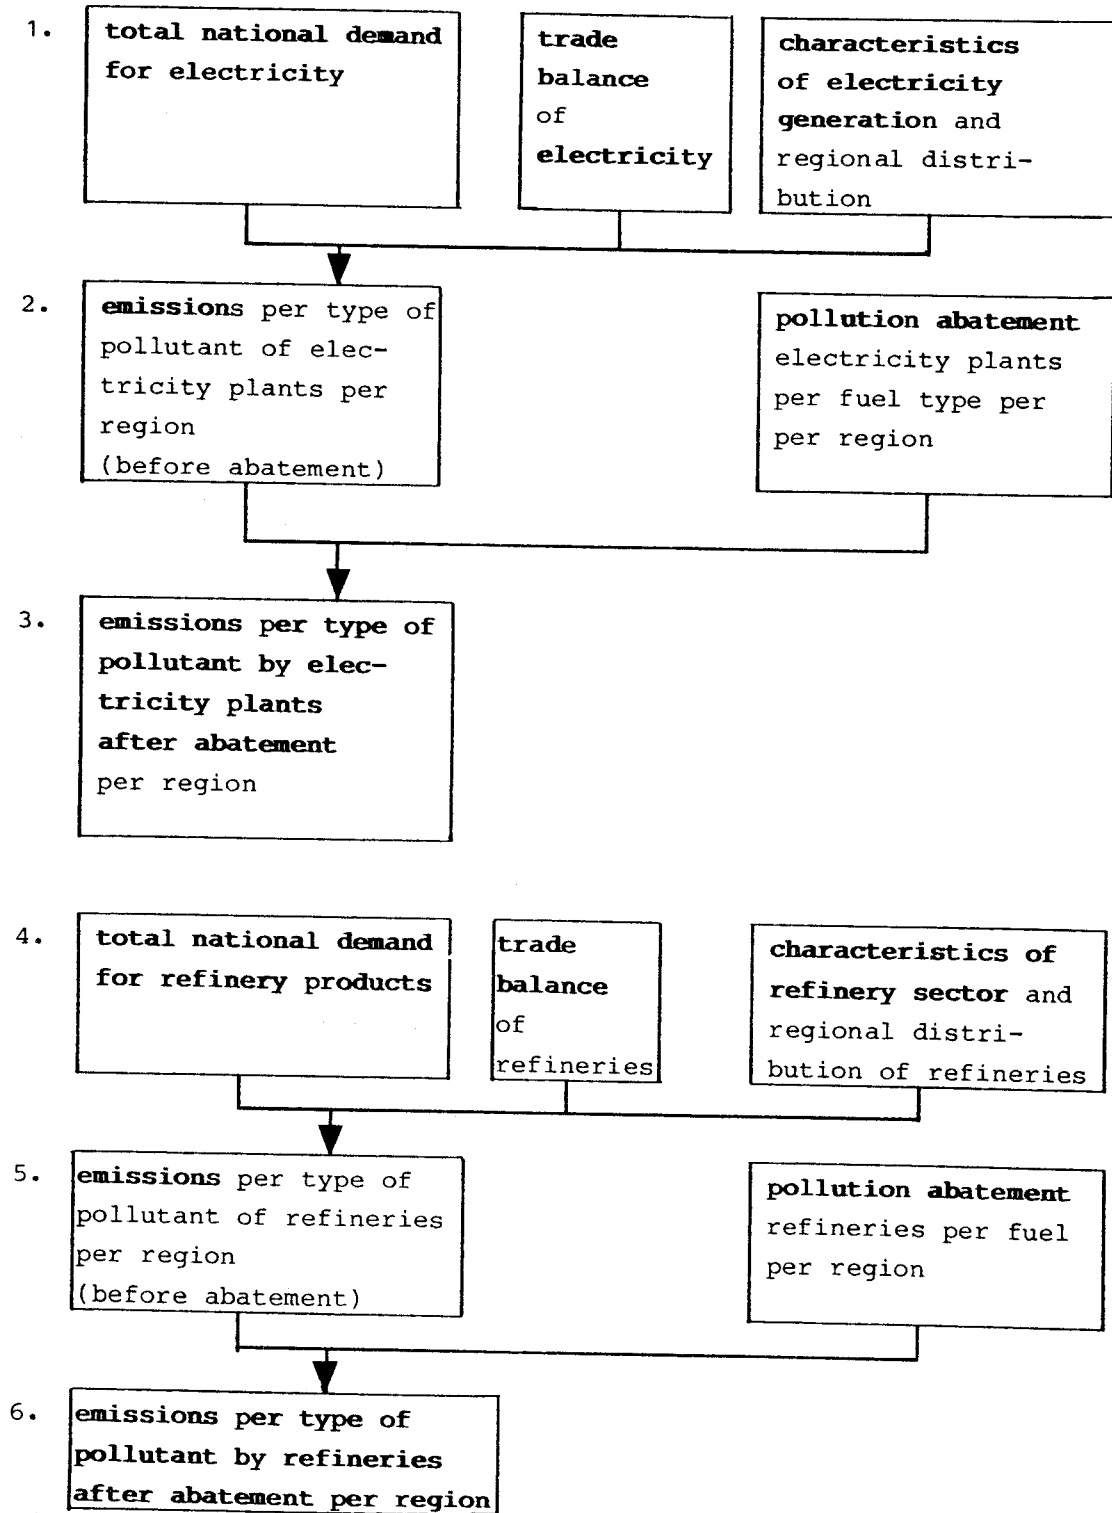 1.
total national demand
for electricity
trade
balance
of
electricity
characteristics
of electricity
generation and
regional distri-
bution
2.
emissions per type of
pollutant of elec-
tricity plants per
region
(before abatement)
pollution abatement
electricity plants
per fuel type per
per region
3.
emissions per type of
pollutant by elec-
tricity plants
after abatement
per region
4.
total national demand
for refinery products
trade
balance
of
refineries
characteristics of
refinery sector and
regional distri-
bution of refineries
5.
emissions per type of
pollutant of refineries
per region
(before abatement)
pollution abatement
refineries per fuel
per region
6.
emissions per type of
pollutant by refineries
after abatement per region